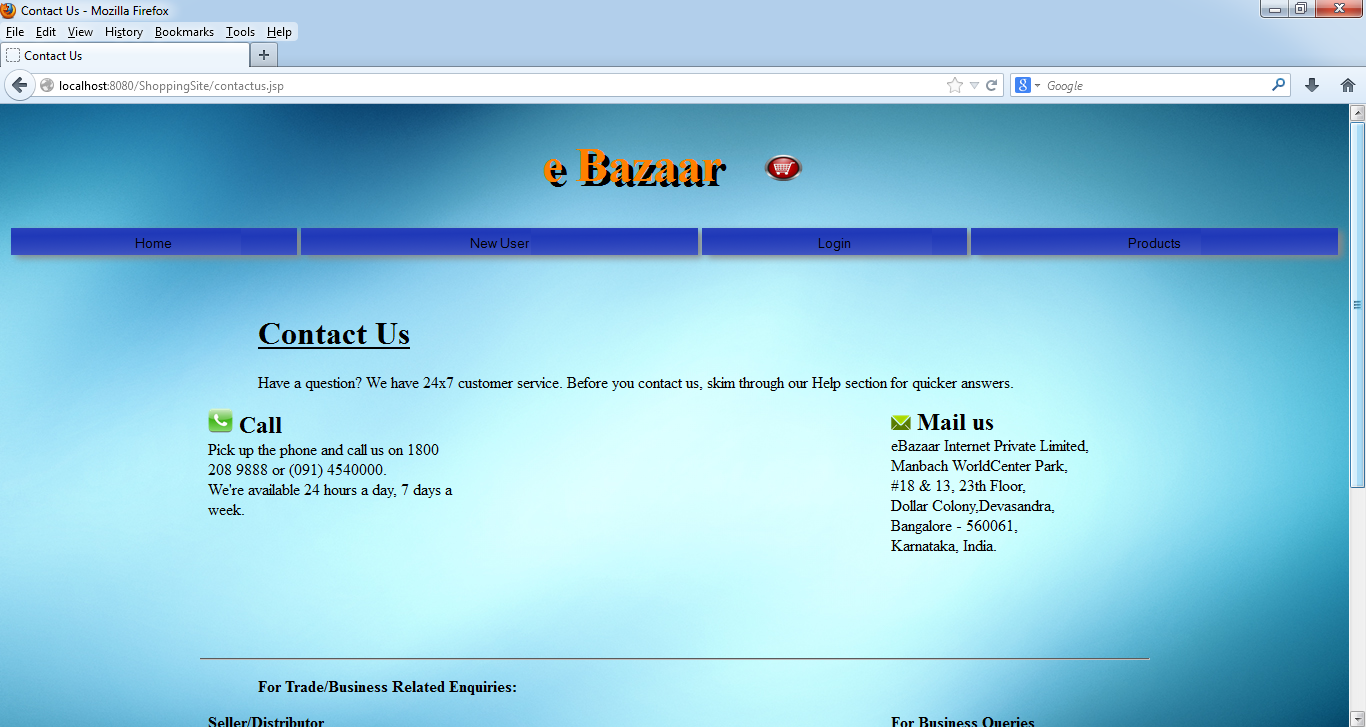 Contact Us - Mozilla Firefox
File Edit View History Bookmarks Tools Help
Contact Us
localhost:8080/ShoppingSite/contactus.jsp
8 Google
e Bazaar
Home New User Login Products
Contact Us
Have a question? We have 24x7 customer service. Before you contact us, skim through our Help section for quicker answers.
Call
Pick up the phone and call us on 1800
208 9888 or (091) 4540000.
We're available 24 hours a day, 7 days a
week.
Mail us
eBazaar Internet Private Limited,
Manbach WorldCenter Park,
#18 & 13, 23th Floor,
Dollar Colony,Devasandra,
Bangalore - 560061,
Karnataka, India.
For Trade/Business Related Enquiries:
Seller/Distributor
For Business Queries